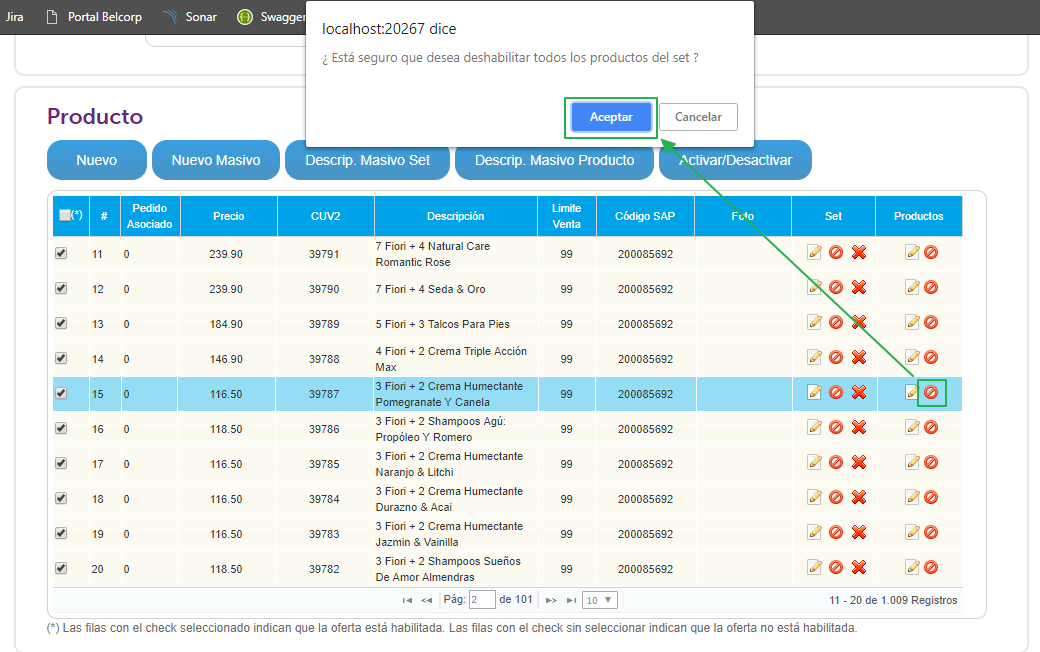 Jira
Portal Belcorp
Sonar
Swagger
localhost:20267 dice
¿ Está seguro que desea deshabilitar todos los productos del set ?
Aceptar
Cancelar
Producto
Nuevo
Nuevo Masivo
Descrip. Masivo Set
Descrip. Masivo Producto
Activar/Desactivar
(*) # Pedido Asociado Precio CUV2 Descripción Limite Venta Código SAP Foto Set Productos
11 0 239.90 39791 7 Fiori + 4 Natural Care Romantic Rose 99 200085692
12 0 239.90 39790 7 Fiori + 4 Seda & Oro 99 200085692
13 0 184.90 39789 5 Fiori + 3 Talcos Para Pies 99 200085692
14 0 146.90 39788 4 Fiori + 2 Crema Triple Acción Max 99 200085692
15 0 116.50 39787 3 Fiori + 2 Crema Humectante Pomegranate Y Canela 99 200085692
16 0 118.50 39786 3 Fiori + 2 Shampoos Agú: Propóleo Y Romero 99 200085692
17 0 116.50 39785 3 Fiori + 2 Crema Humectante Naranjo & Litchi 99 200085692
18 0 116.50 39784 3 Fiori + 2 Crema Humectante Durazno & Acai 99 200085692
19 0 116.50 39783 3 Fiori + 2 Crema Humectante Jazmin & Vainilla 99 200085692
20 0 118.50 39782 3 Fiori + 2 Shampoos Sueños De Amor Almendras 99 200085692
Pág: 2 de 101 10 11 - 20 de 1.009 Registros
(*) Las filas con el check seleccionado indican que la oferta está habilitada. Las filas con el check sin seleccionar indican que la oferta no está habilitada.